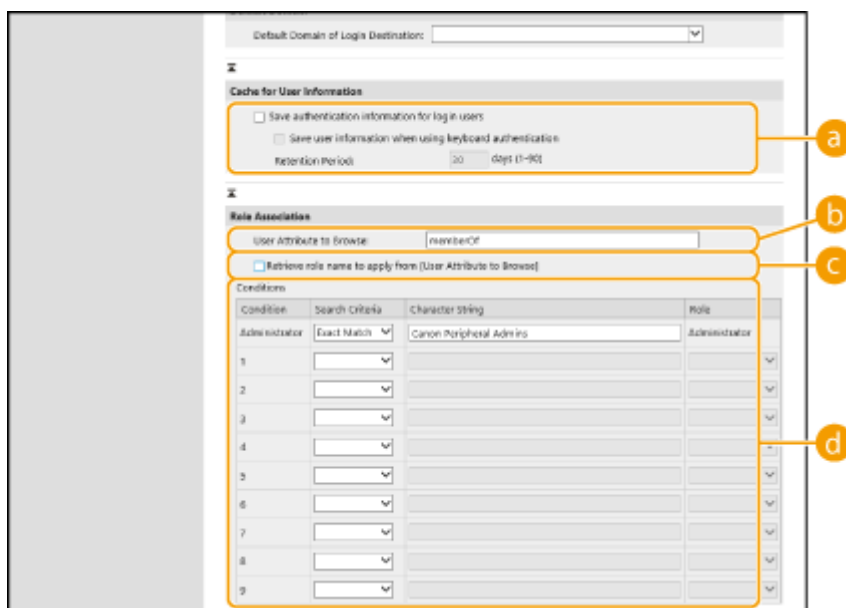 Default Domain of Login Destination:
Cache for User Information
Save authentication information for login users
a
Save user information when using keyboard authentication
Retention Period: 30 days (1-90)
Role Association
b
User Attribute to Browse: memberOf
c
Retrieve role name to apply from [User Attribute to Browse]
Conditions
Condition Search Criteria Character String Role
Administrator Exact Match Canon Peripheral Admins Administrator
1
2
3
4
d
5
6
7
8
9